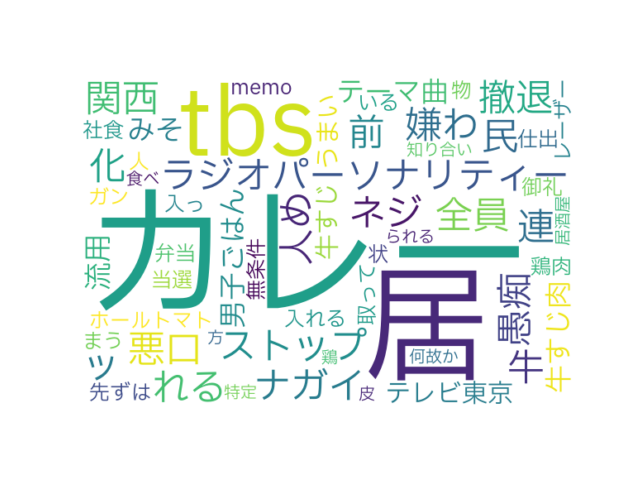 関西
tbs
memo
テーマ曲
物
撤退
レーザー
社食
みそ
いる
前
嫌わ
民
仕出
うまい
知り合い
化
人
食べ
ラジオパーソナリティー
ガン
入っ
御礼
カレー
人め
牛すじ
ネジ
全員
連
居酒屋
男子ごはん
られる
流用
弁当
当選
無条件
状
取って
居
鶏肉
愚痴
牛すじ肉
ホールトマト
入れる
まう
悪口
方
ストップ
鶏
何故か
牛
ツ
先ずは
れる
特定
ナガイ
皮
テレビ東京